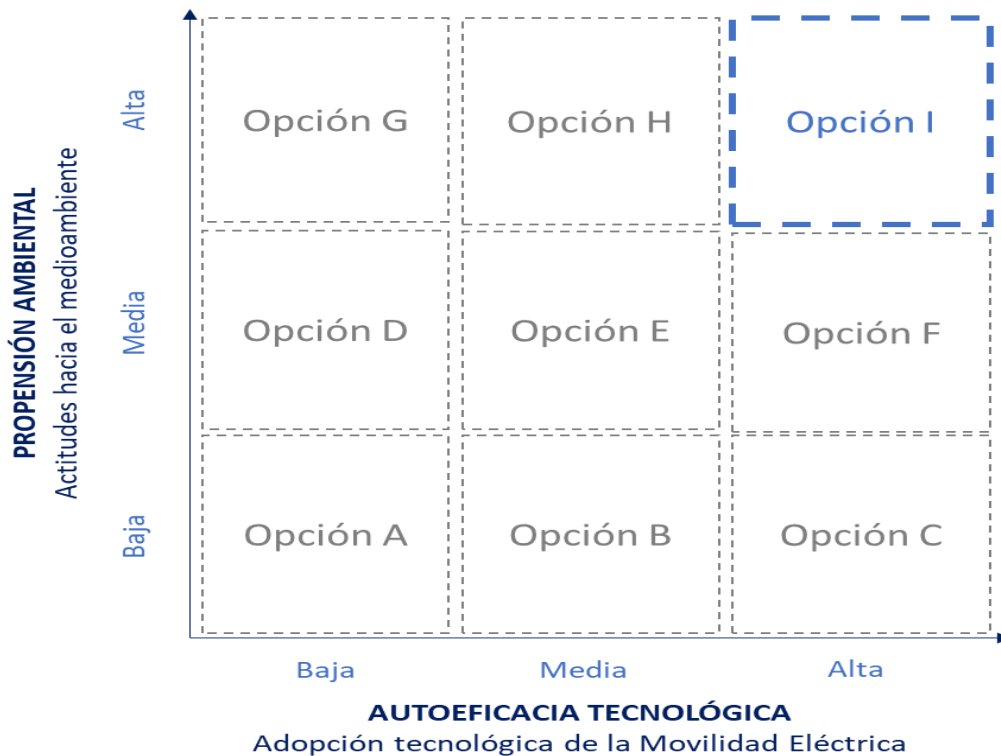 PROPENSIÓN AMBIENTAL
Actitudes hacia el medioambiente
Alta
Opción G
Opción H
Opción I
Media
Opción D
Opción E
Opción F
Baja
Opción A
Opción B
Opción C
Baja
Media
Alta
AUTOEFICACIA TECNOLÓGICA
Adopción tecnológica de la Movilidad Eléctrica